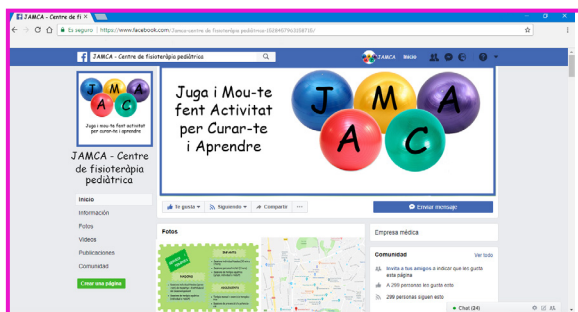 JAMCA - Centre de fi
Es seguro
https://www.facebook.com/Jamca-centre-de-fisioteràpia-pediàtrica-
JAMCA - Centre de fisioteràpia pediàtrica
JAMCA
Inicio
J M A
A C
Juga i mou-te fent activitat
per curar-te i aprendre
JAMCA - Centre
de fisioteràpia
pediàtrica
Inicio
Información
Fotos
Vídeos
Publicaciones
Comunidad
Crear una página
Juga i Mou-te
fent Activitat
per Curar-te
i Aprendre
J M A
A C
Te gusta
Siguiendo
Compartir
Enviar mensaje
Fotos
NADONS
INFANTS
Empresa médica
Comunidad
Ver todo
Invita a tus amigos a indicar que les gusta
esta página
A 299 personas les gusta esto
298 personas siguen esto
Chat (34)